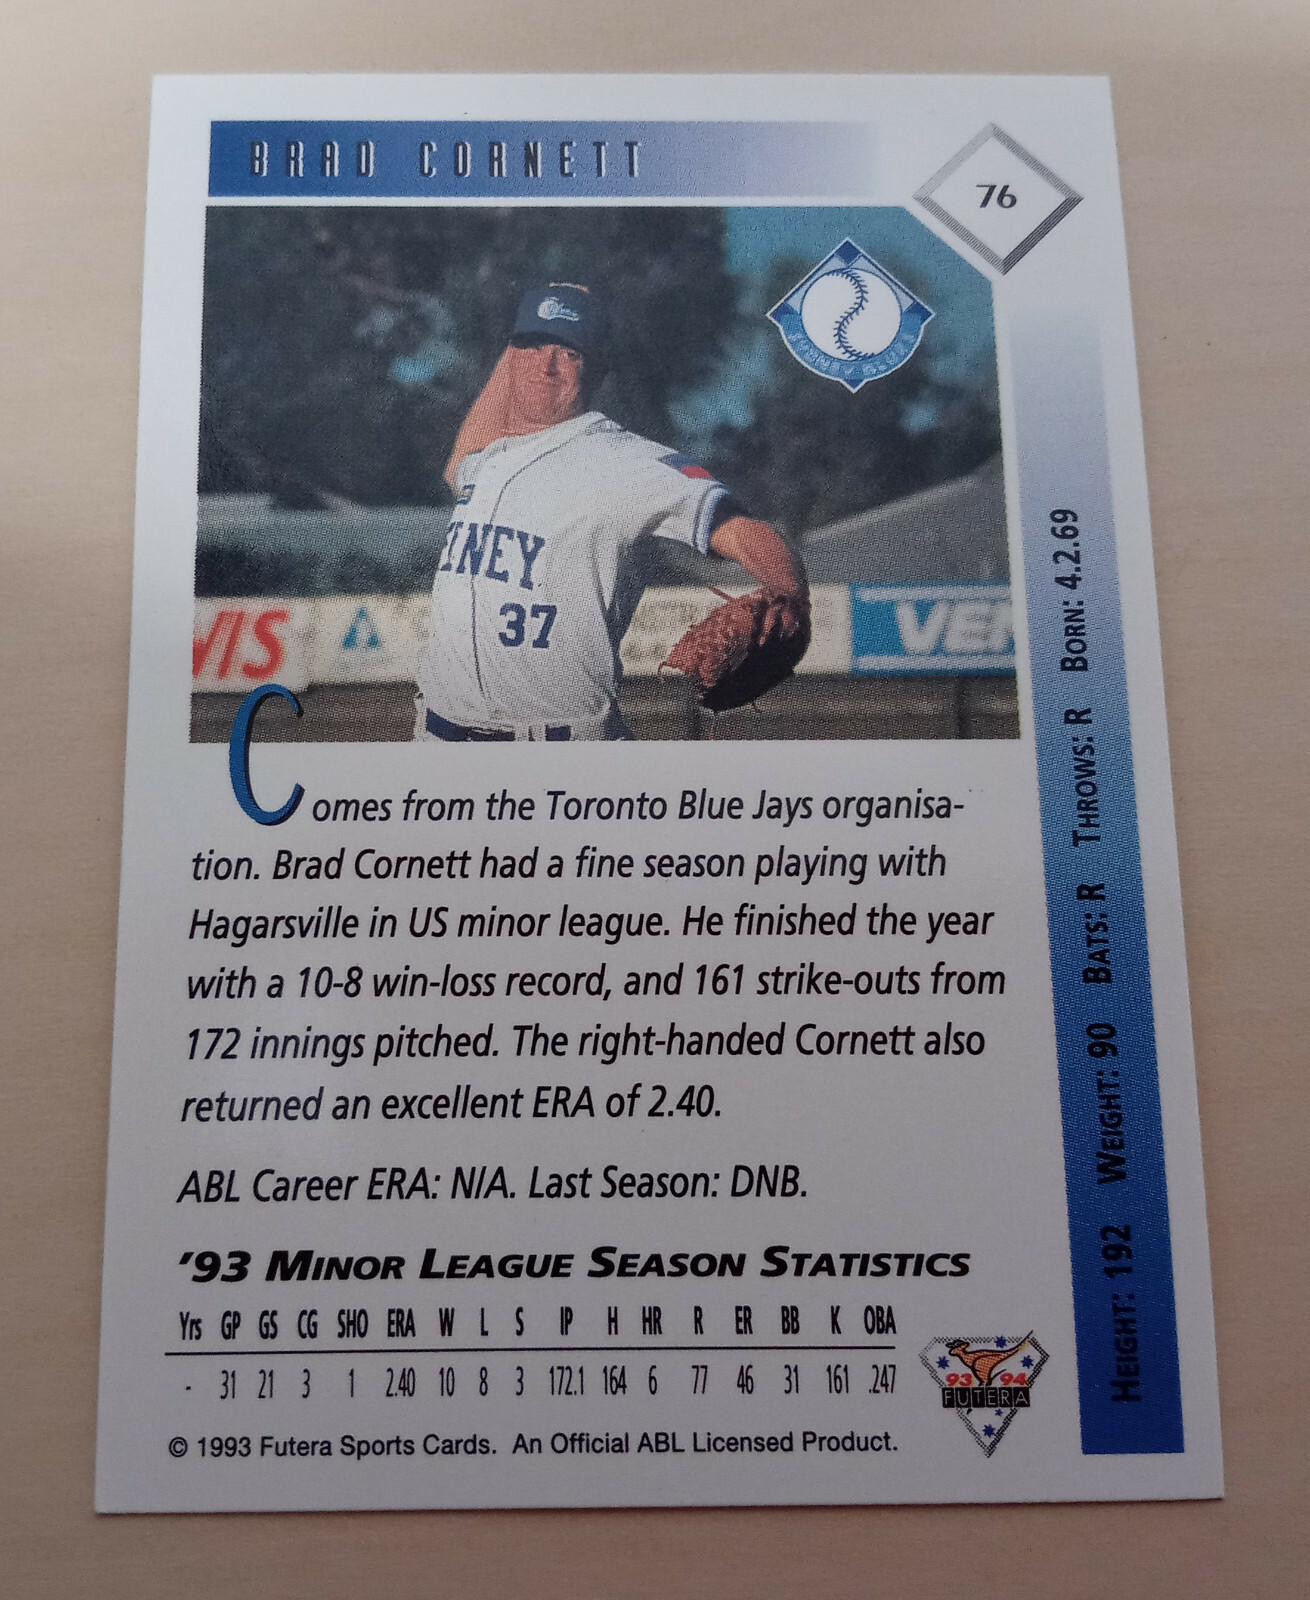 BRAD CORNETT
76
SYDNEY BLUES
37
VIS
VEN
Comes from the Toronto Blue Jays organisa-
tion. Brad Cornett had a fine season playing with
Hagarsville in US minor league. He finished the year
with a 10-8 win-loss record, and 161 strike-outs from
172 innings pitched. The right-handed Cornett also
returned an excellent ERA of 2.40.
ABL Career ERA: N/A. Last Season: DNB.
'93 MINOR LEAGUE SEASON STATISTICS
Yrs GP GS CG SHO ERA W L S IP H HR R ER BB K OBA
- 31 21 3 1 2.40 10 8 3 172.1 164 6 77 46 31 161 .247
© 1993 Futera Sports Cards. An Official ABL Licensed Product.
93 94
FUTERA
HEIGHT: 192 WEIGHT: 90 BATS: R THROWS: R BORN: 4.2.69